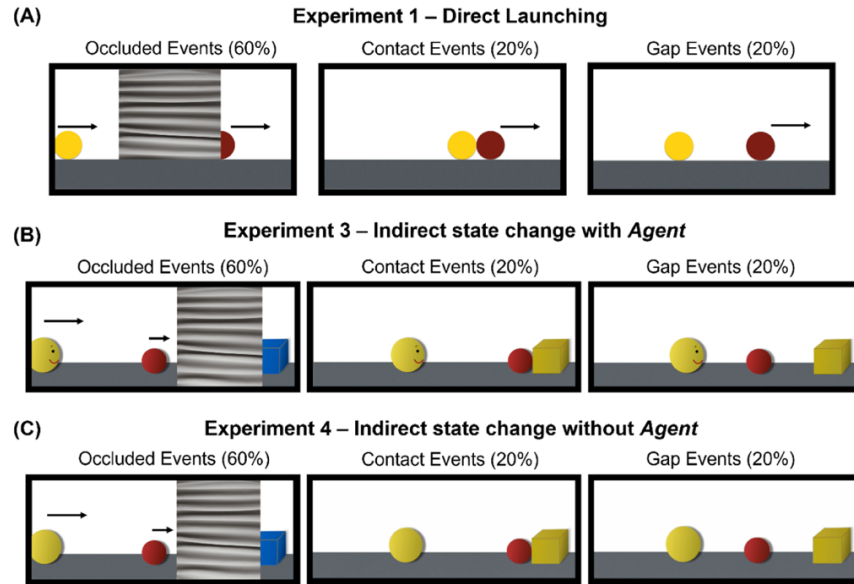 (A)
Experiment 1 – Direct Launching
Occluded Events (60%) Contact Events (20%) Gap Events (20%)
(B)
Experiment 3 – Indirect state change with Agent
Occluded Events (60%) Contact Events (20%) Gap Events (20%)
(C)
Experiment 4 – Indirect state change without Agent
Occluded Events (60%) Contact Events (20%) Gap Events (20%)